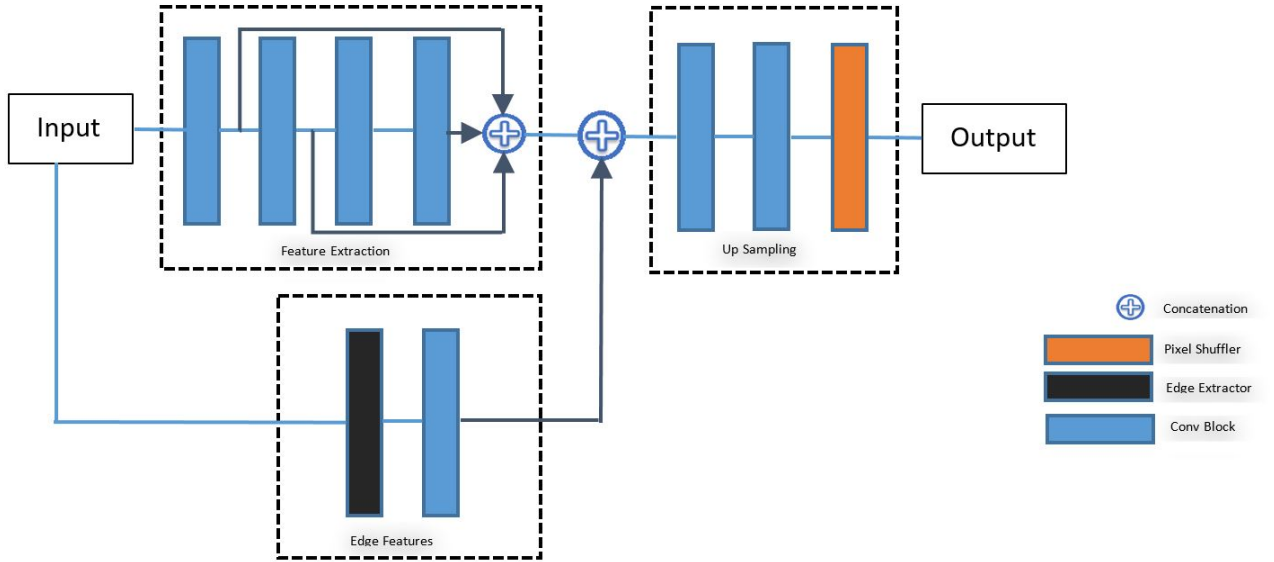 Input
Feature Extraction
Up Sampling
Output
Edge Features
Concatenation
Pixel Shuffler
Edge Extractor
Conv Block